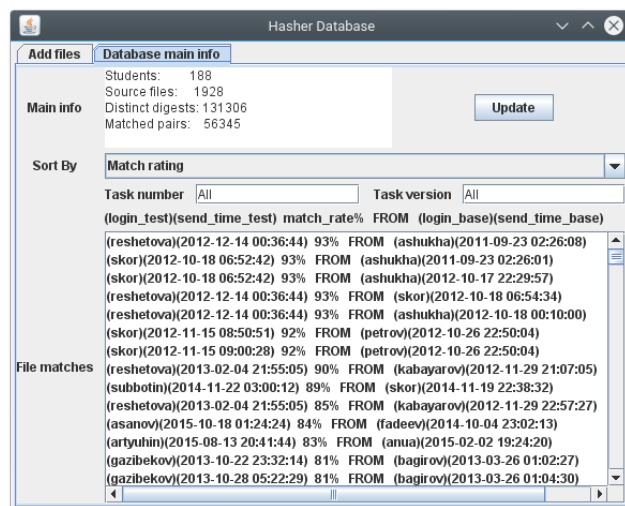 Hasher Database
Add files Database main info
Students: 188
Source files: 1928
Distinct digests: 131306
Matched pairs: 56345
Main info
Update
Sort By Match rating
Task number All Task version All
(login_test)(send_time_test) match_rate% FROM (login_base)(send_time_base)
(reshetova)(2012-12-14 00:36:44) 93% FROM (ashukha)(2011-09-23 02:26:08)
(skor)(2012-10-18 06:52:42) 93% FROM (ashukha)(2011-09-23 02:26:01)
(skor)(2012-10-18 06:52:42) 93% FROM (ashukha)(2012-10-17 22:29:57)
(reshetova)(2012-12-14 00:36:44) 93% FROM (skor)(2012-10-18 06:54:34)
(reshetova)(2012-12-14 00:36:44) 93% FROM (ashukha)(2012-10-18 00:10:00)
(skor)(2012-11-15 08:50:51) 92% FROM (petrov)(2012-10-26 22:50:04)
(skor)(2012-11-15 09:00:28) 92% FROM (petrov)(2012-10-26 22:50:04)
(reshetova)(2013-02-04 21:55:05) 90% FROM (kabayarov)(2012-11-29 21:07:05)
File matches
(subbotin)(2014-11-22 03:00:12) 89% FROM (skor)(2014-11-19 22:38:32)
(reshetova)(2013-02-04 21:55:05) 85% FROM (kabayarov)(2012-11-29 22:57:27)
(asanov)(2015-10-18 01:24:24) 84% FROM (fadeev)(2014-10-04 23:02:13)
(artyuhin)(2015-08-13 20:41:44) 83% FROM (anua)(2015-02-02 19:24:20)
(gazibekov)(2013-10-22 23:32:14) 81% FROM (bagirov)(2013-03-26 01:02:27)
(gazibekov)(2013-10-28 05:22:29) 81% FROM (bagirov)(2013-03-26 01:04:30)